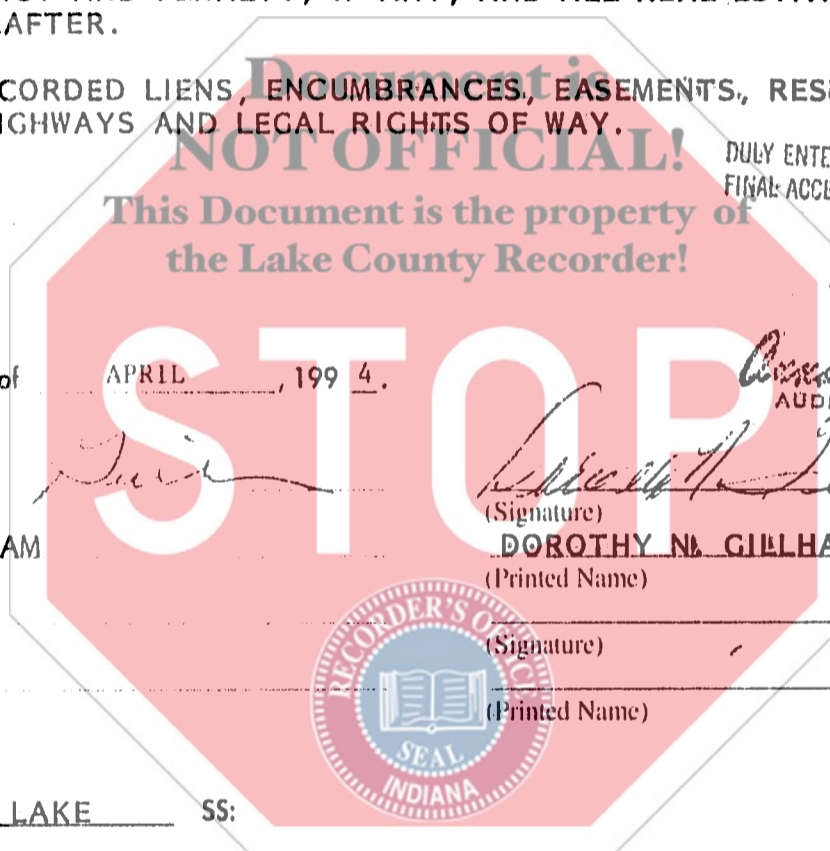 AFTER.
CORDED LIENS, ENCUMBRANCES, EASEMENTS, RES
GHWAYS AND LEGAL RIGHTS OF WAY.
Document is
NOT OFFICIAL!
This Document is the property of
the Lake County Recorder!
DULY ENTE
FINAL ACCE
STOP
of APRIL, 199 4.
AUDI
(Signature)
AM DOROTHY N. GILLHA
(Printed Name)
(Signature)
(Printed Name)
RECORDER'S OFFICE
SEAL
INDIANA
LAKE SS: